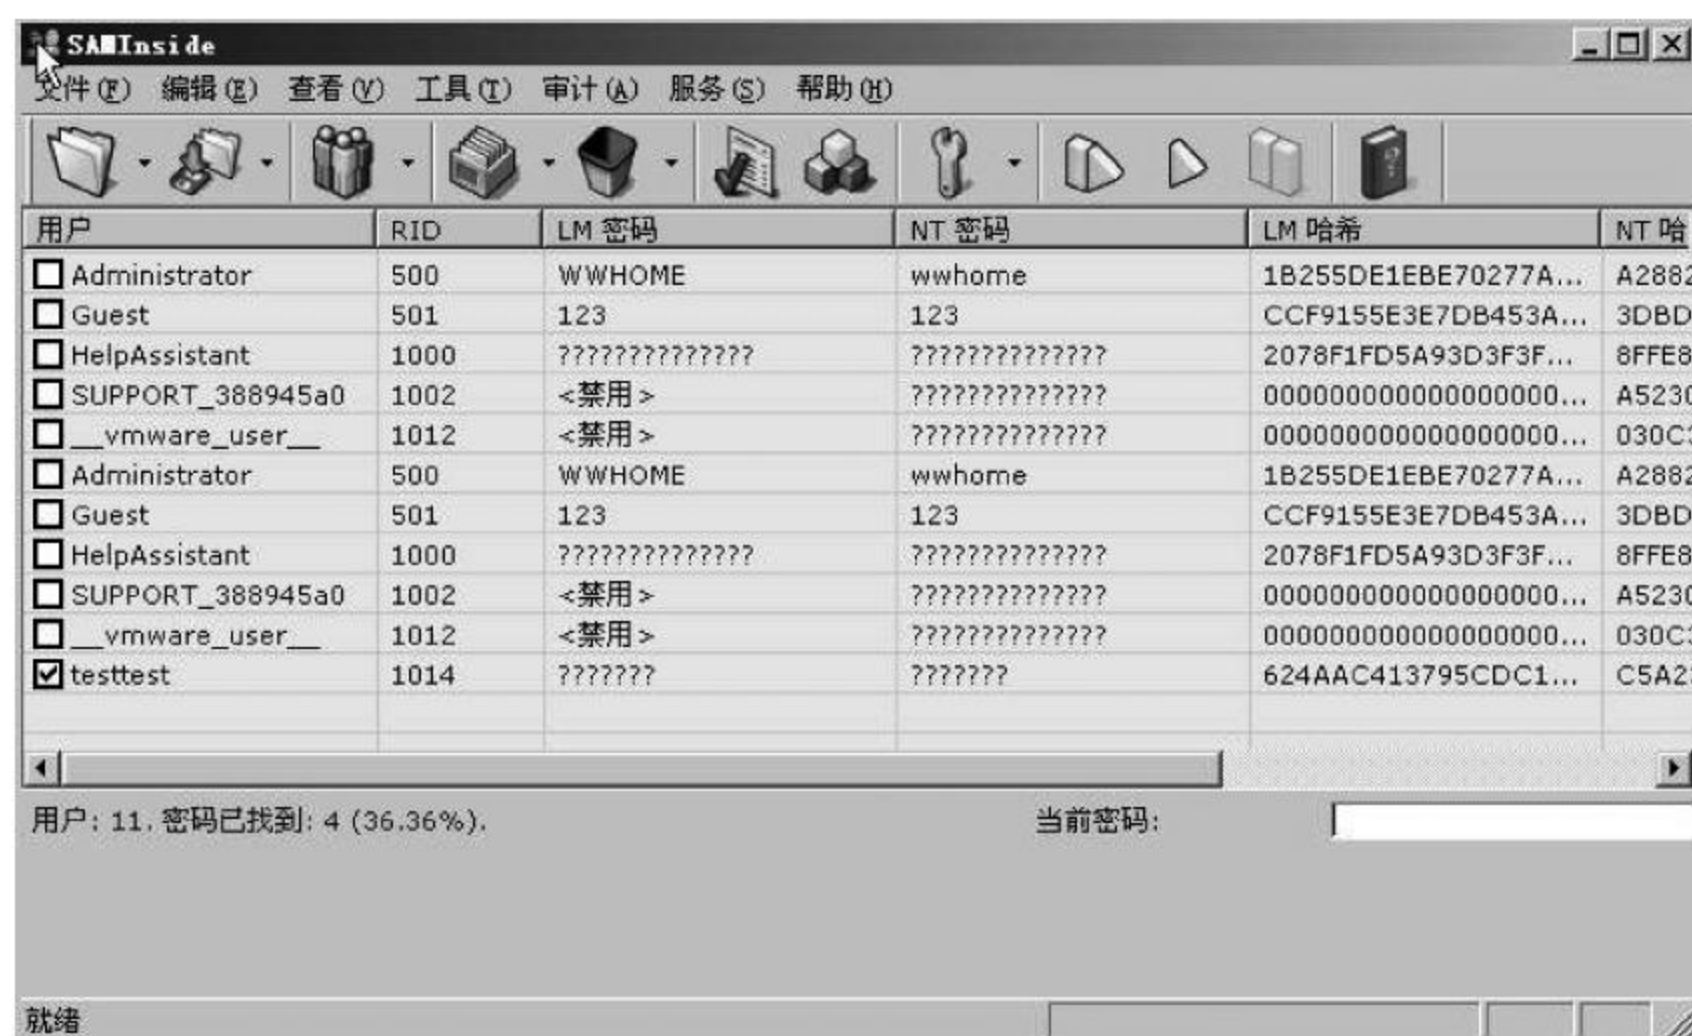 SAMInside
文件(F) 编辑(E) 查看(V) 工具(T) 审计(A) 服务(S) 帮助(H)
用户 RID LM 密码 NT 密码 LM 哈希 NT 哈
Administrator 500 WWHOME wwhome 1B255DE1EBE70277A... A2882
Guest 501 123 123 CCF9155E3E7DB453A... 3DBD
HelpAssistant 1000 ?????????????? ?????????????? 2078F1FD5A93D3F3F... 8FFE8
SUPPORT_388945a0 1002 <禁用> ?????????????? 000000000000000000... A5230
__vmware_user__ 1012 <禁用> ?????????????? 000000000000000000... 030C3
Administrator 500 WWHOME wwhome 1B255DE1EBE70277A... A2882
Guest 501 123 123 CCF9155E3E7DB453A... 3DBD
HelpAssistant 1000 ?????????????? ?????????????? 2078F1FD5A93D3F3F... 8FFE8
SUPPORT_388945a0 1002 <禁用> ?????????????? 000000000000000000... A5230
__vmware_user__ 1012 <禁用> ?????????????? 000000000000000000... 030C3
testtest 1014 ??????? ??????? 624AAC413795CDC1... C5A2
用户: 11. 密码已找到: 4 (36.36%). 当前密码:
就绪